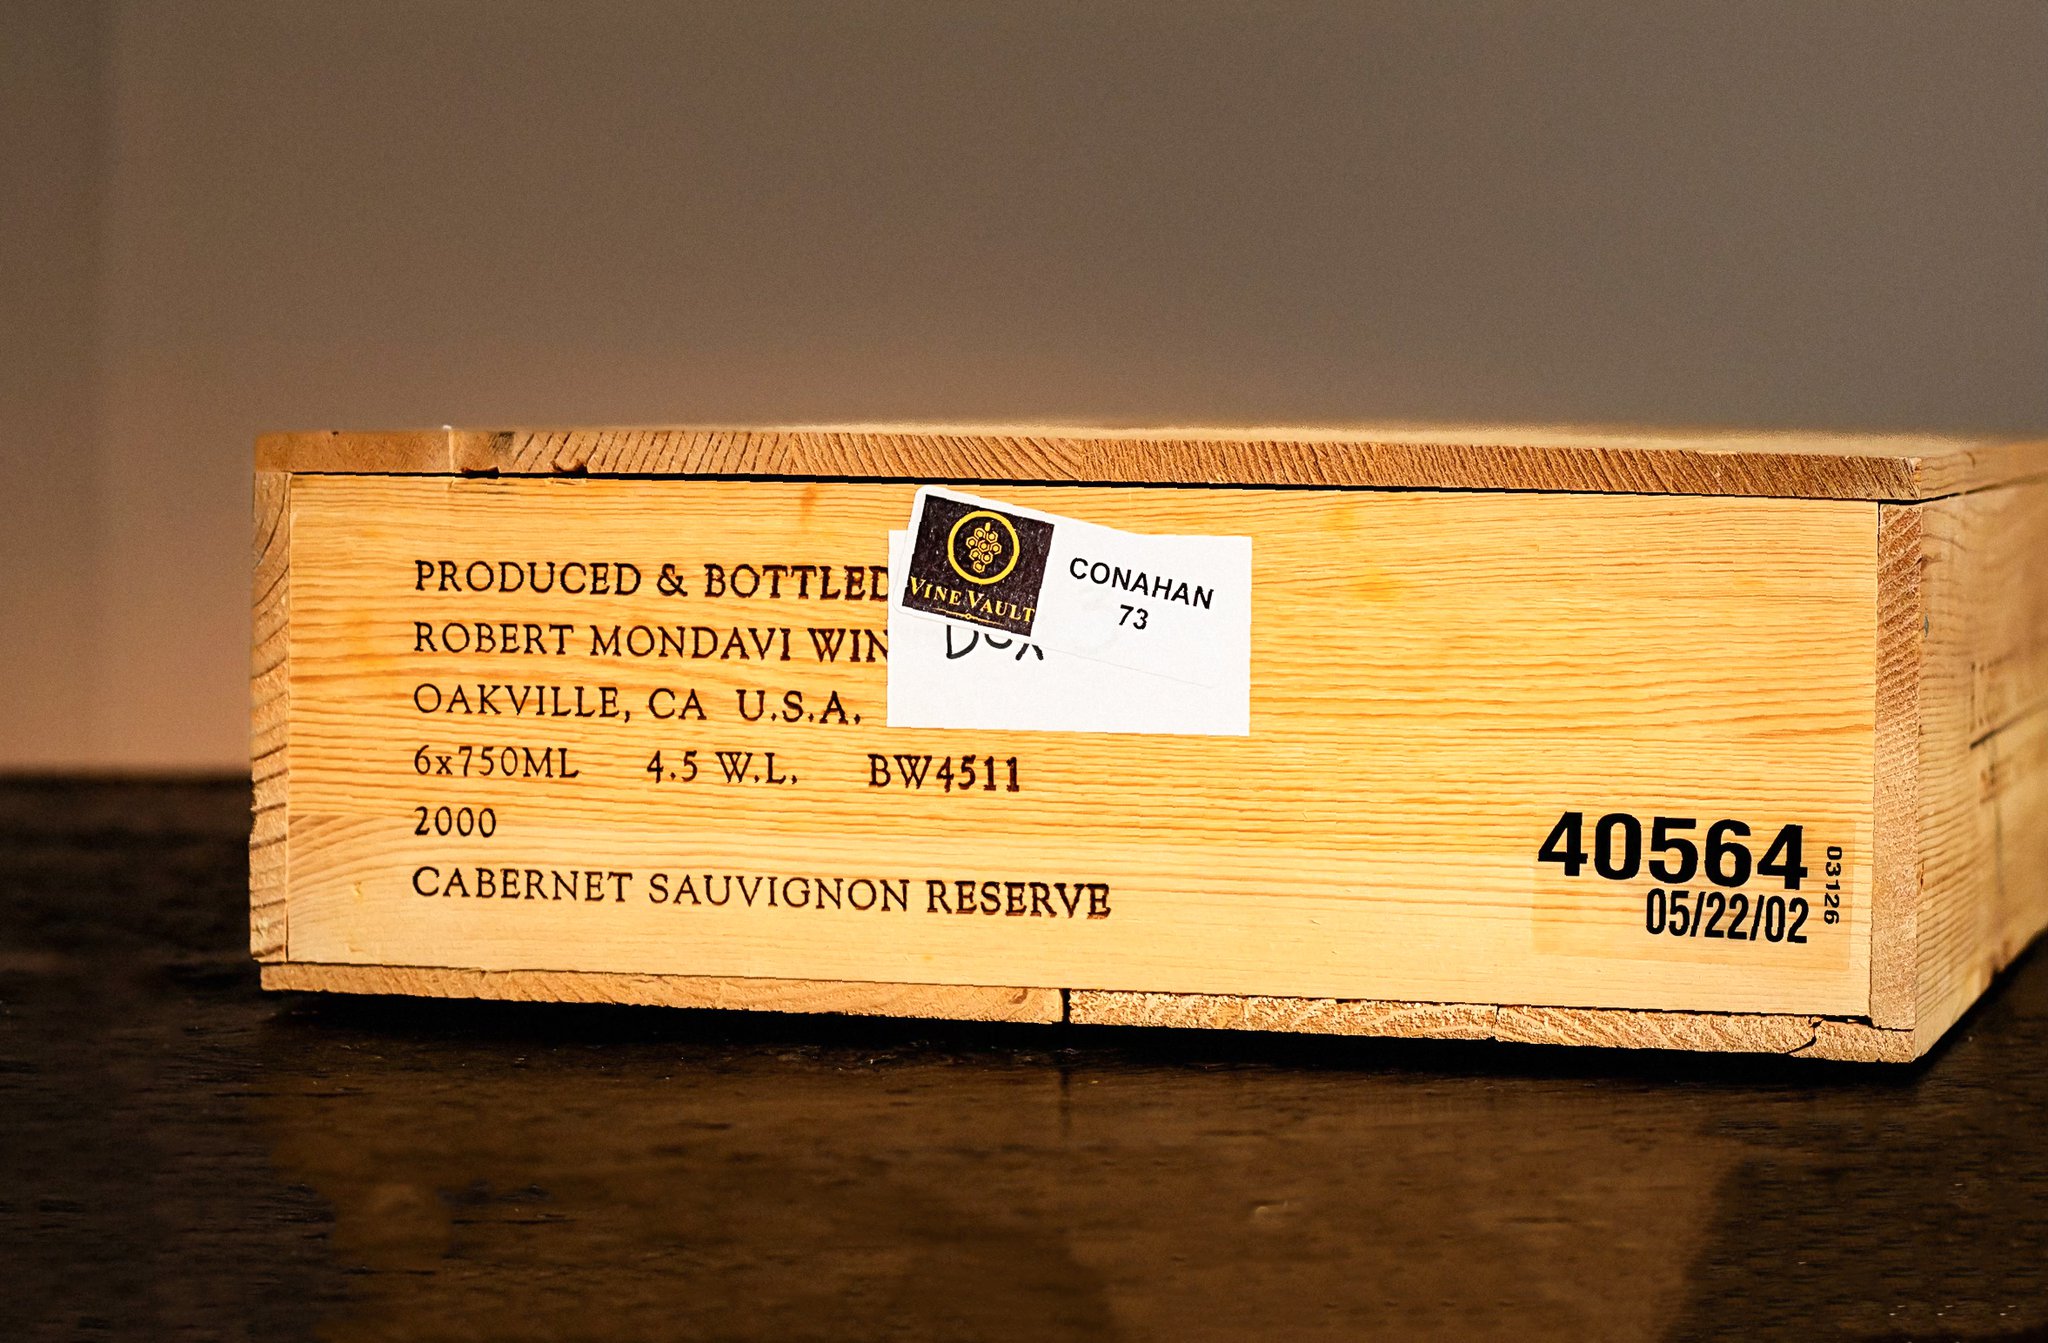 PRODUCED & BOTTLED
ROBERT MONDAVI
OAKVILLE, CA U.S.A.
6x750ML 4.5 W.L. BW4511
2000
CABERNET SAUVIGNON RESERVE
VINE VAULT
CONAHAN
73
40564
05/22/02
03126